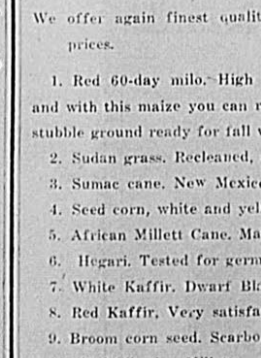 We offer again finest qualit
prices.
1. Red 60-day milo. High
and with this maize you can r
stubble ground ready for fall v
2. Sudan grass. Recleaned,
3. Sumac cane. New Mexico
4. Seed corn, white and yel
5. African Millett Cane. Ma
6. Hegari. Tested for germ
7. White Kaffir. Dwarf Bla
8. Red Kaffir. Very satisfa
9. Broom corn seed. Scarbo